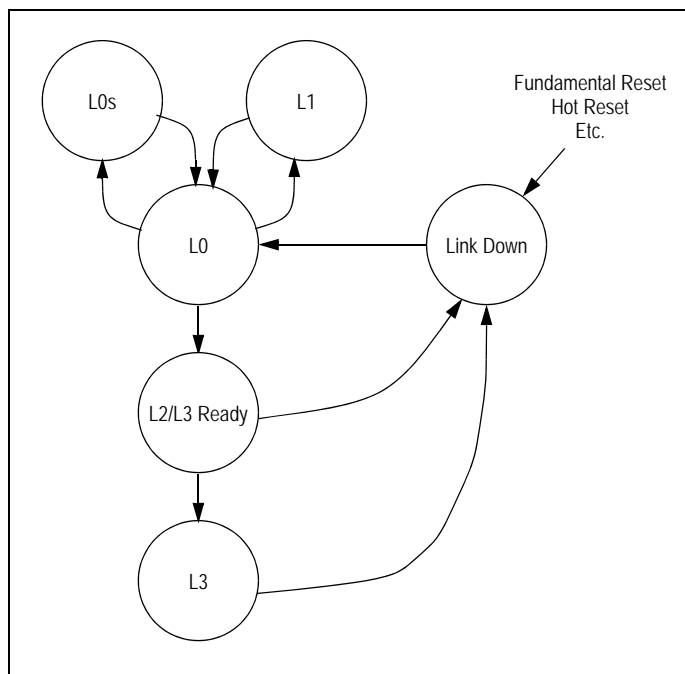 L0s
L1
Fundamental Reset
Hot Reset
Etc.
L0
Link Down
L2/L3 Ready
L3